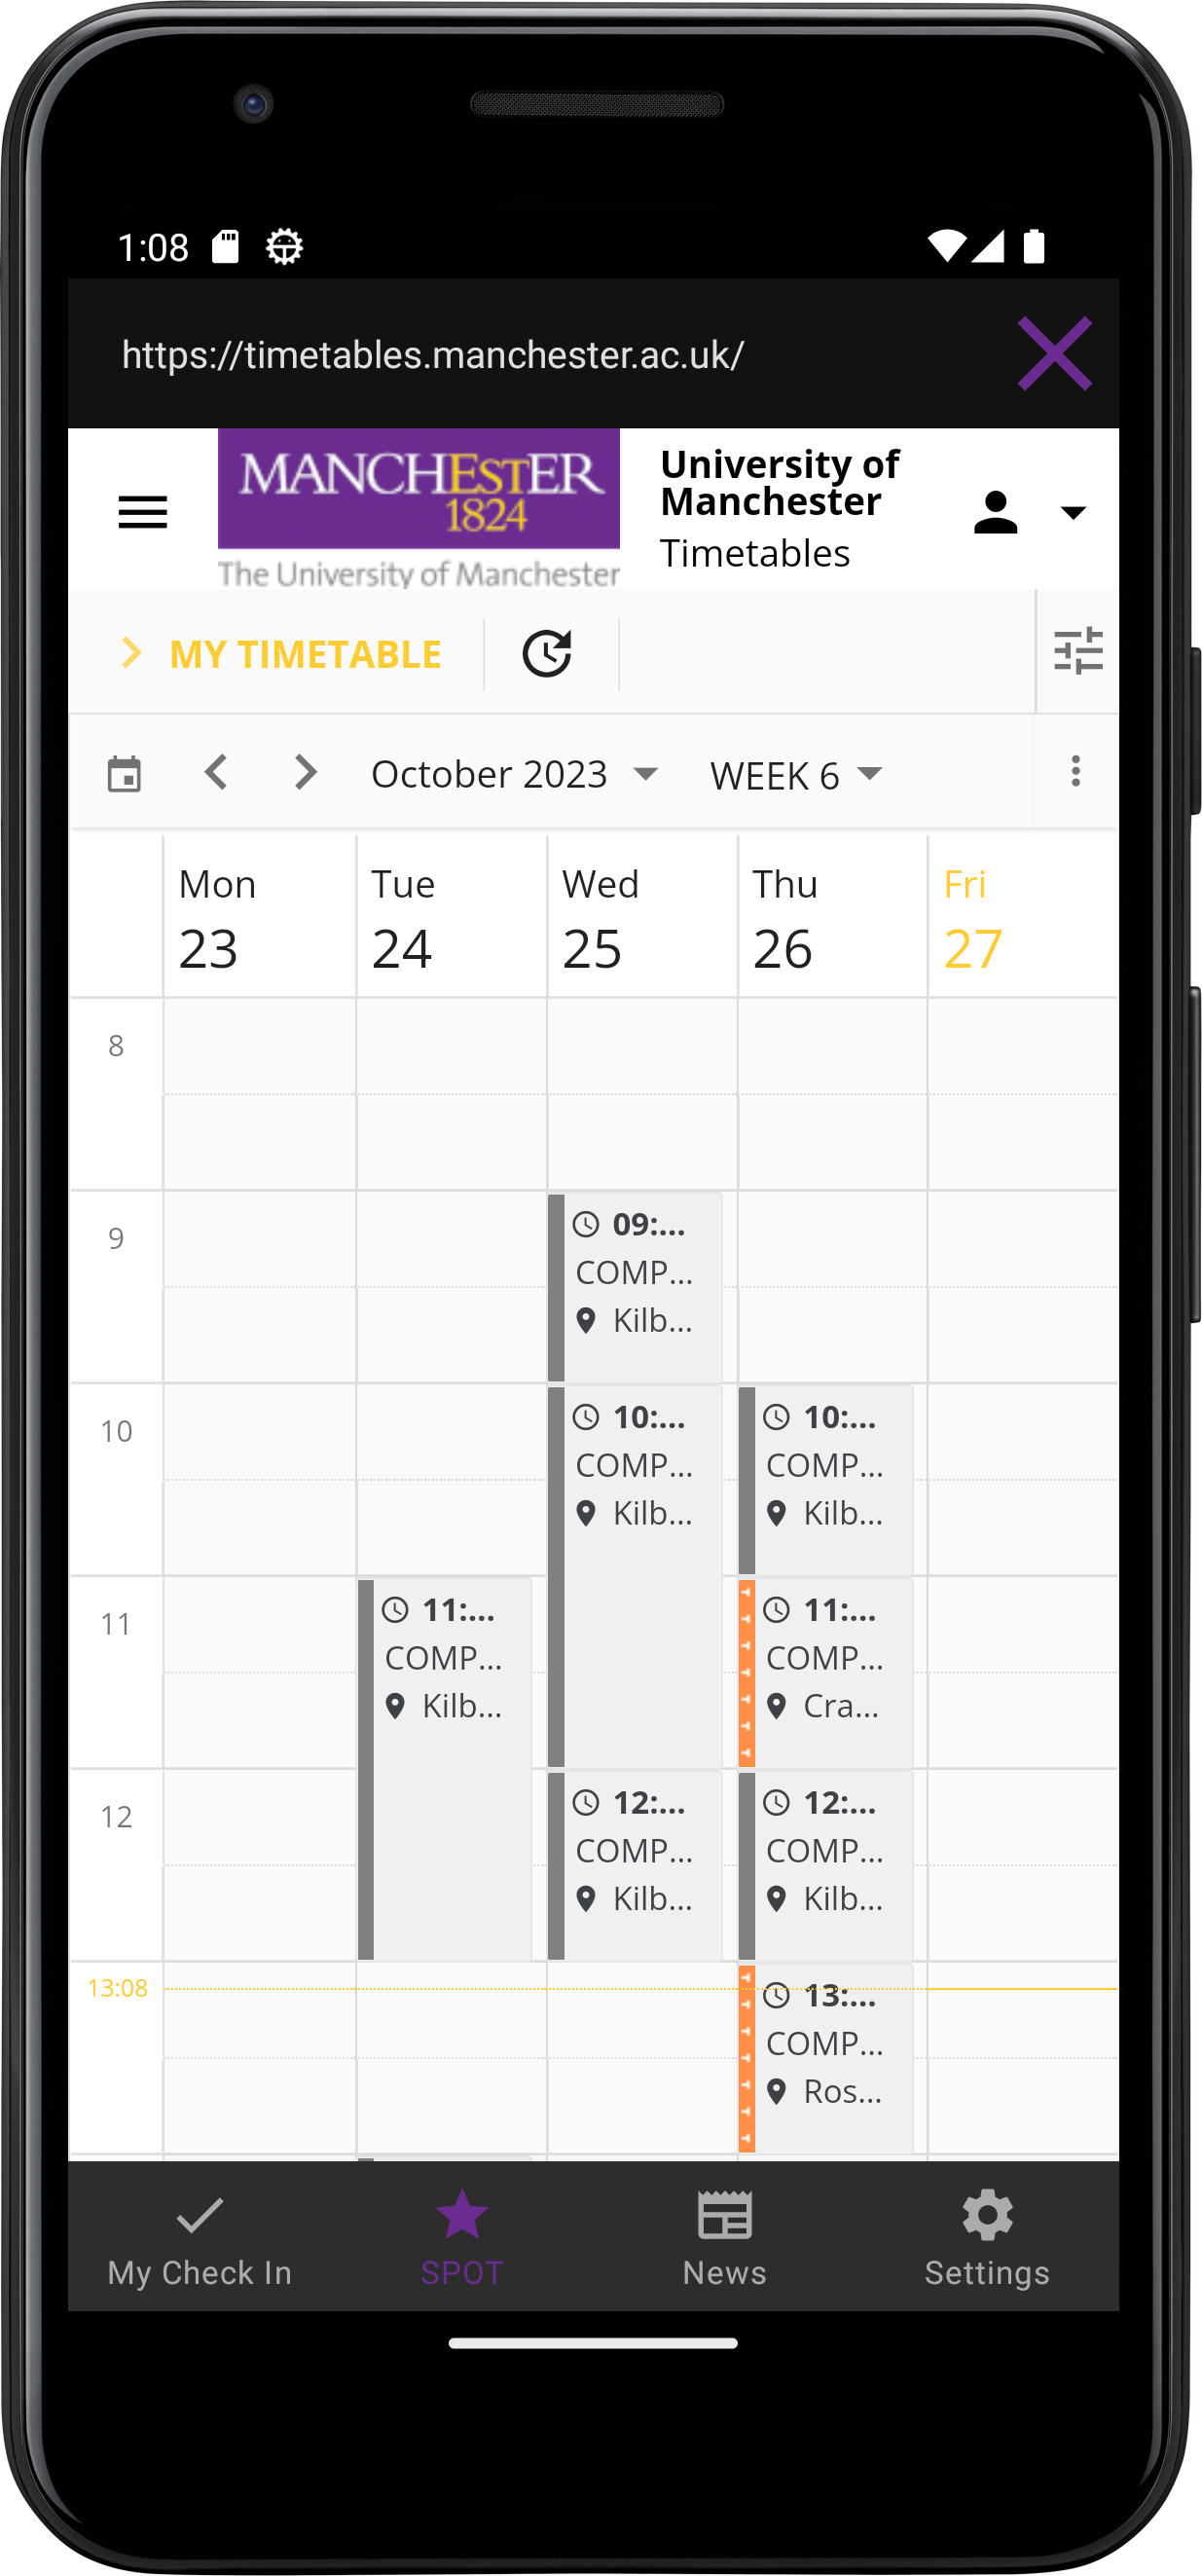 1:08
https://timetables.manchester.ac.uk/
MANCHESTER
1824
The University of Manchester
University of
Manchester
Timetables
MY TIMETABLE
October 2023
WEEK 6
Mon
23
Tue
24
Wed
25
Thu
26
Fri
27
8
9
09:...
COMP...
Kilb...
10
10:...
COMP...
Kilb...
10:...
COMP...
Kilb...
11
11:...
COMP...
Kilb...
11:...
COMP...
Cra...
12
12:...
COMP...
Kilb...
12:...
COMP...
Kilb...
13:08
13:...
COMP...
Ros...
My Check In
SPOT
News
Settings